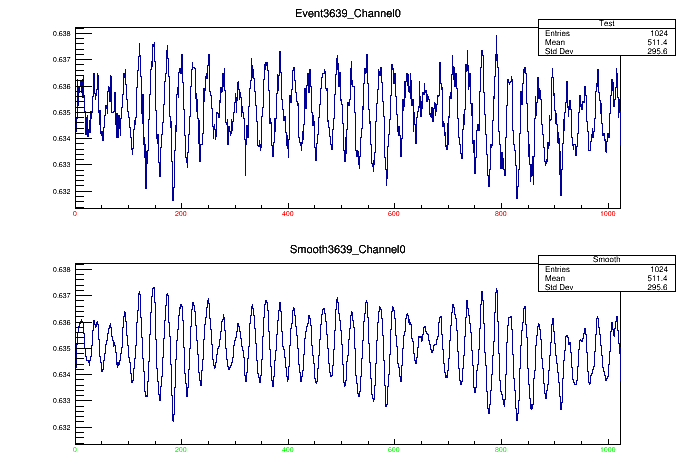 Event3639_Channel0
Test
Entries 1024
Mean 511.4
Std Dev 295.6
0.638
0.637
0.636
0.635
0.634
0.633
0.632
0 200 400 600 800 1000
Smooth3639_Channel0
Smooth
Entries 1024
Mean 511.4
Std Dev 295.6
0.638
0.637
0.636
0.635
0.634
0.633
0.632
0 200 400 600 800 1000